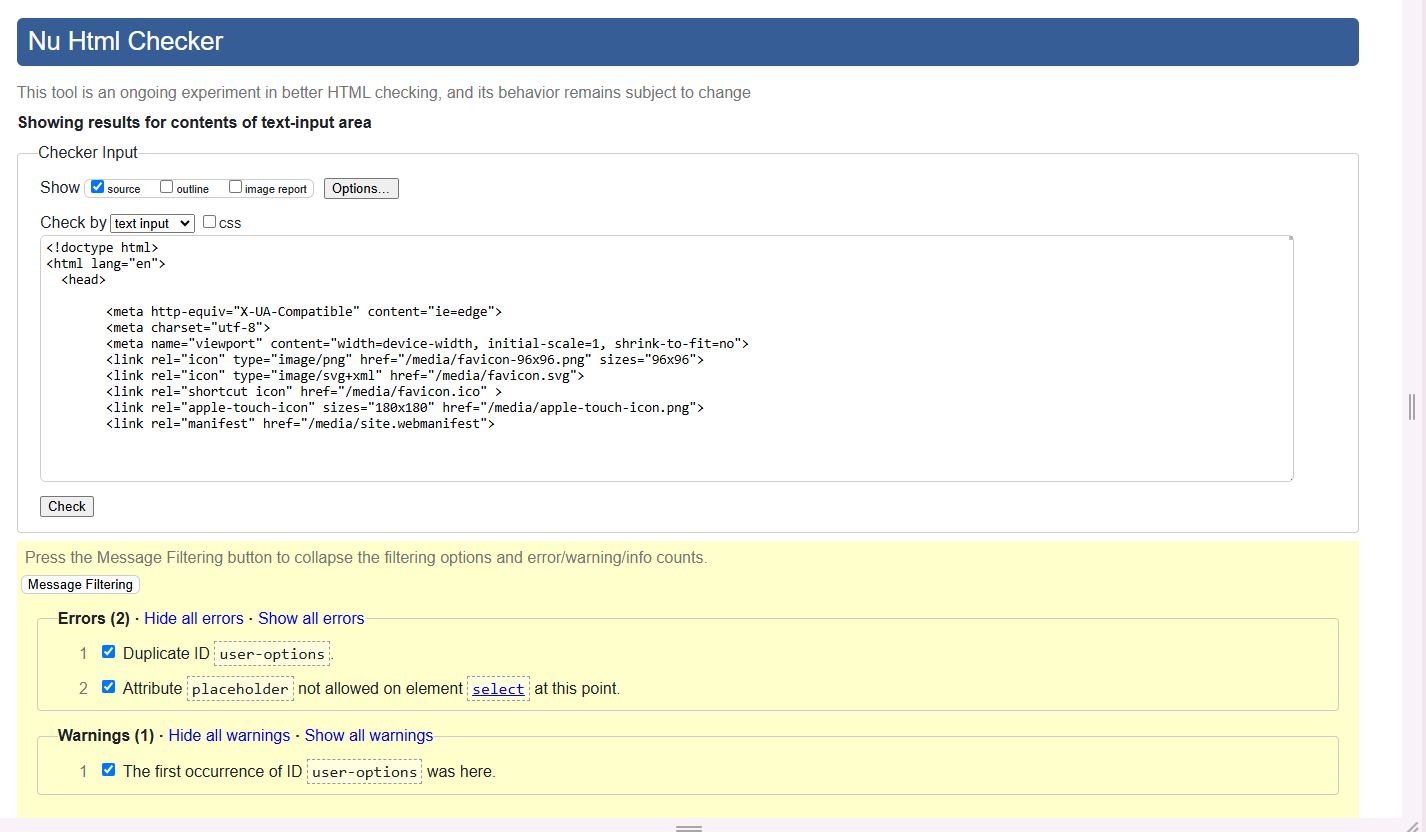 Nu Html Checker
This tool is an ongoing experiment in better HTML checking, and its behavior remains subject to change
Showing results for contents of text-input area
Checker Input
Show source outline image report Options...
Check by text input css
<!doctype html>
<html lang="en">
<head>
<meta http-equiv="X-UA-Compatible" content="ie=edge">
<meta charset="utf-8">
<meta name="viewport" content="width=device-width, initial-scale=1, shrink-to-fit=no">
<link rel="icon" type="image/png" href="/media/favicon-96x96.png" sizes="96x96">
<link rel="icon" type="image/svg+xml" href="/media/favicon.svg">
<link rel="shortcut icon" href="/media/favicon.ico" >
<link rel="apple-touch-icon" sizes="180x180" href="/media/apple-touch-icon.png">
<link rel="manifest" href="/media/site.webmanifest">
Check
Press the Message Filtering button to collapse the filtering options and error/warning/info counts.
Message Filtering
Errors (2) · Hide all errors · Show all errors
1 Duplicate ID user-options.
2 Attribute placeholder not allowed on element select at this point.
Warnings (1) · Hide all warnings · Show all warnings
1 The first occurrence of ID user-options was here.